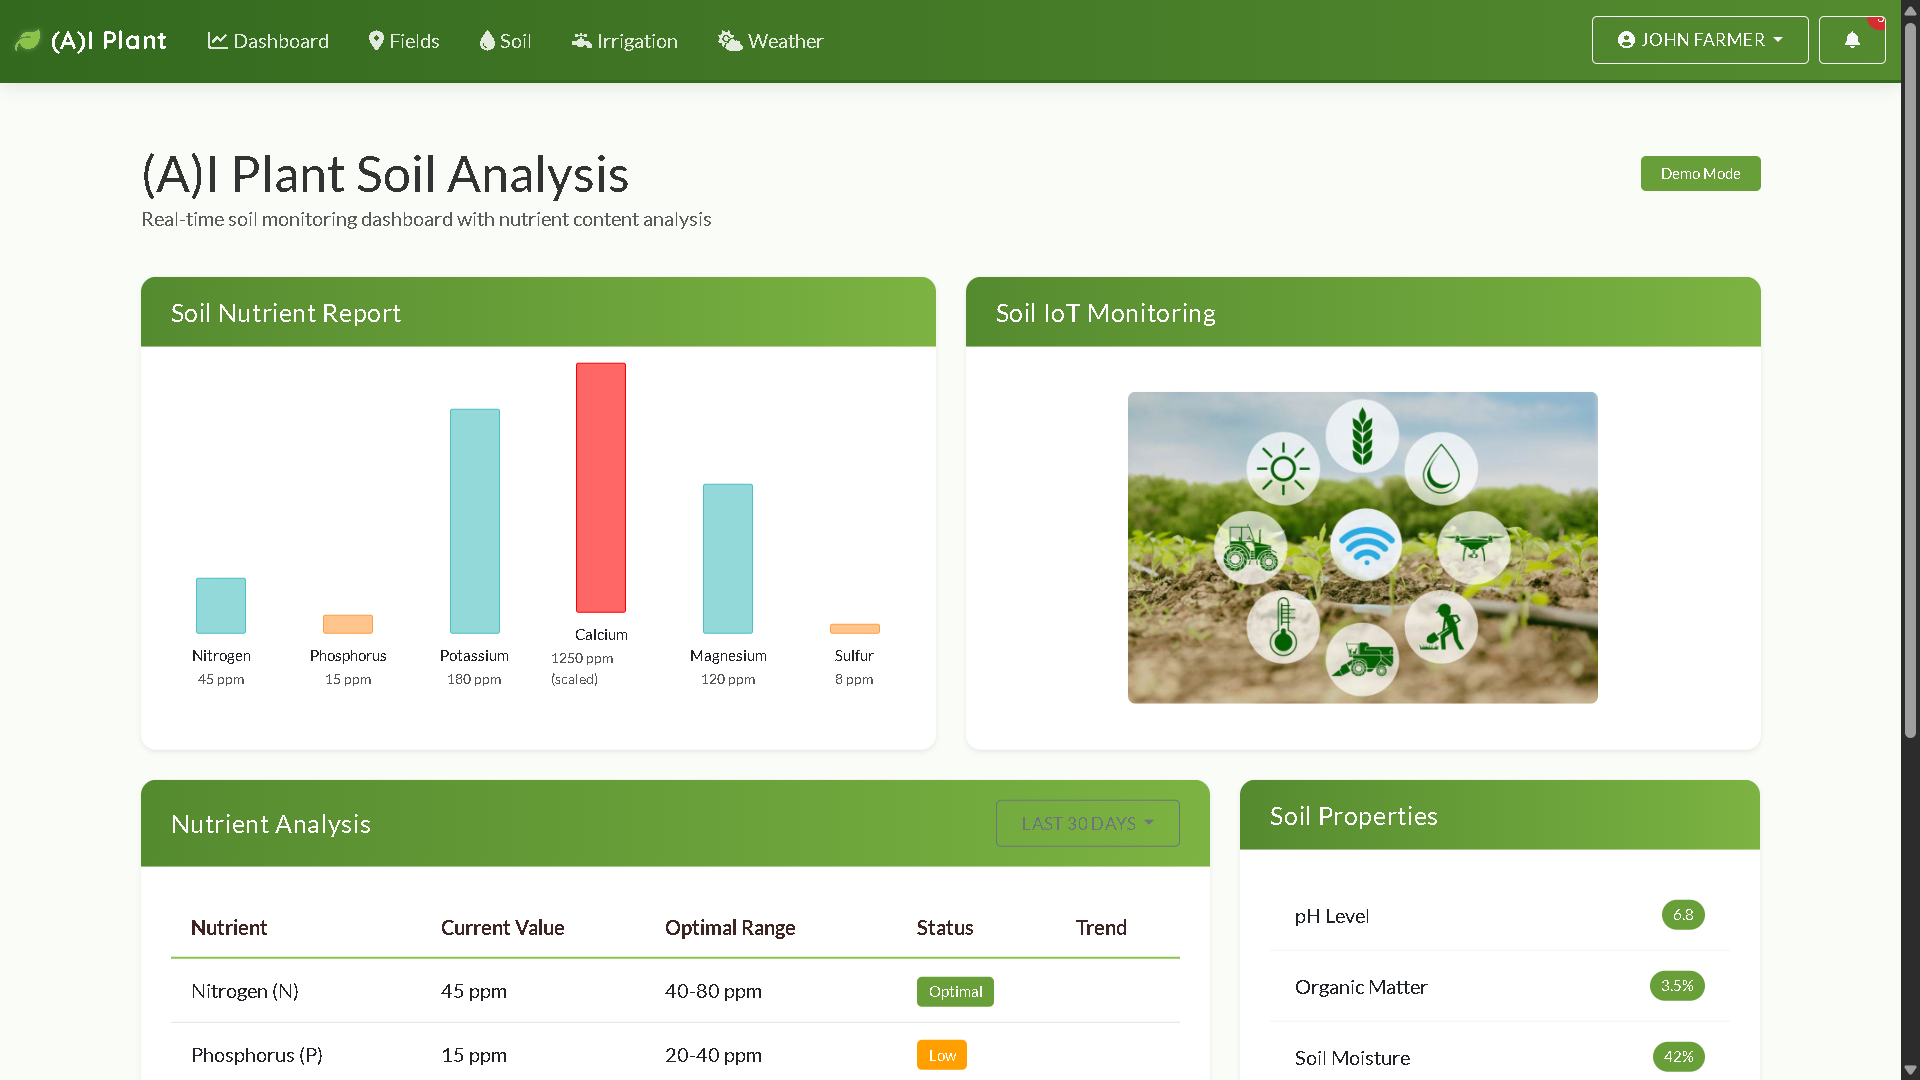 (A)I Plant
Dashboard
Fields
Soil
Irrigation
Weather
JOHN FARMER
(A)I Plant Soil Analysis
Real-time soil monitoring dashboard with nutrient content analysis
Demo Mode
Soil Nutrient Report
Nitrogen
45 ppm
Phosphorus
15 ppm
Potassium
180 ppm
Calcium
1250 ppm
(scaled)
Magnesium
120 ppm
Sulfur
8 ppm
Soil IoT Monitoring
Nutrient Analysis
LAST 30 DAYS
Nutrient Current Value Optimal Range Status Trend
Nitrogen (N) 45 ppm 40-80 ppm Optimal
Phosphorus (P) 15 ppm 20-40 ppm Low
Soil Properties
pH Level 6.8
Organic Matter 3.5%
Soil Moisture 42%